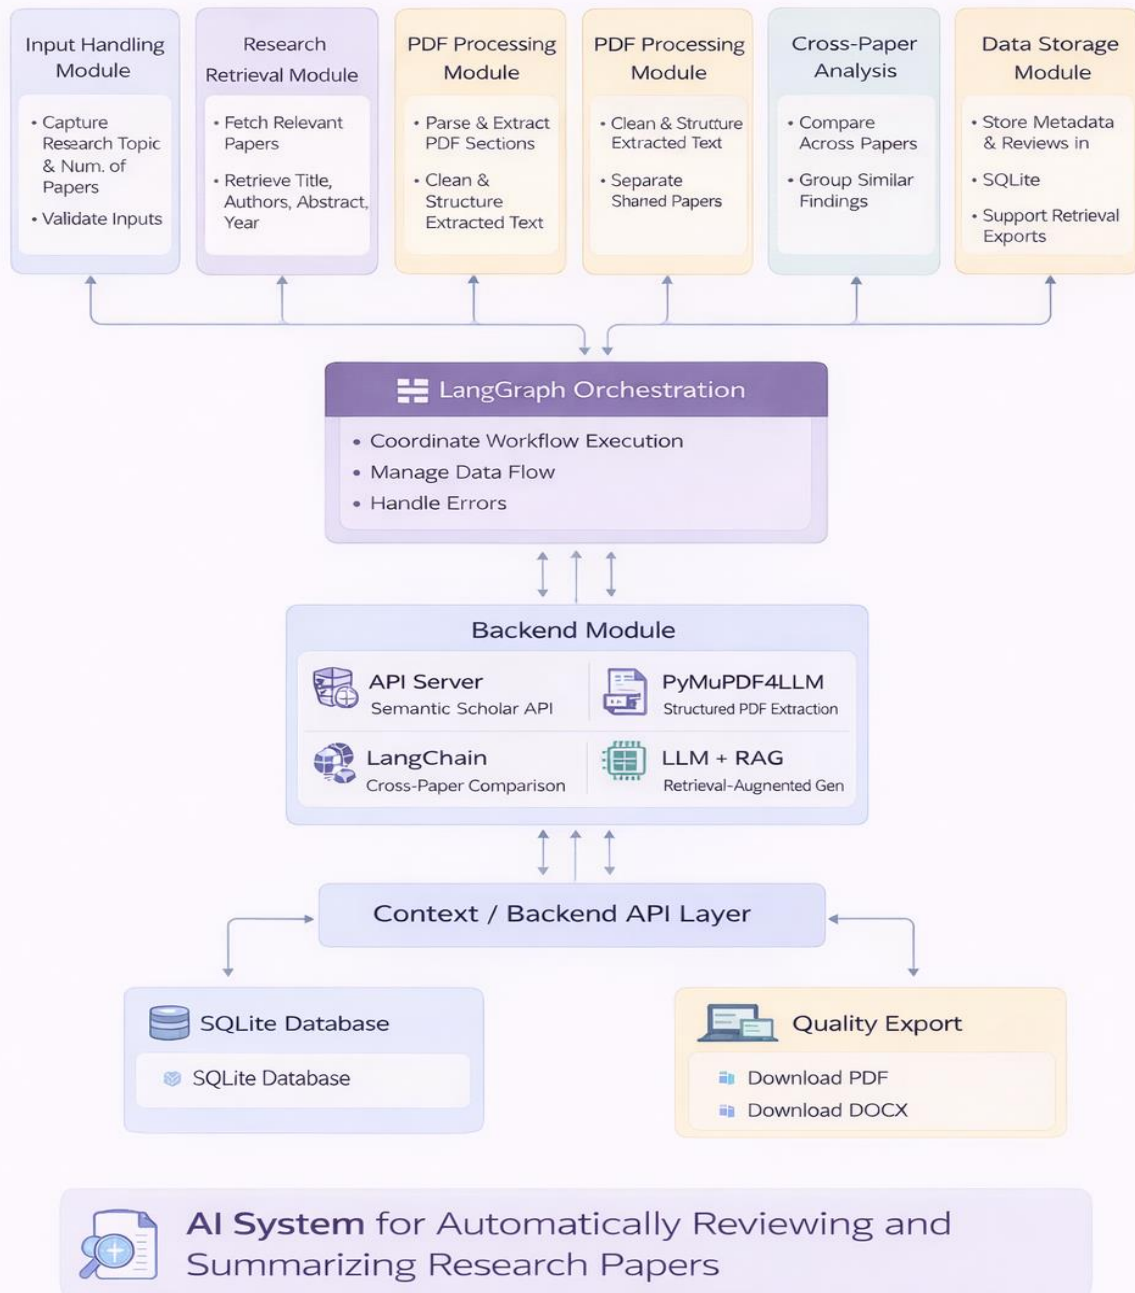 Input Handling
Module
• Capture
Research Topic
& Num. of
Papers
• Validate Inputs
Research
Retrieval Module
• Fetch Relevant
Papers
• Retrieve Title,
Authors, Abstract,
Year
PDF Processing
Module
• Parse & Extract
PDF Sections
• Clean &
Structure
Extracted Text
PDF Processing
Module
• Clean & Strutture
Extracted Text
• Separate
Sharred Papers
Cross-Paper
Analysis
• Compare
Across Papers
• Group Similar
Findings
Data Storage
Module
• Store Metadata
& Reviews in
• SQLite
• Support Retrieval
Exports
LangGraph Orchestration
• Coordinate Workflow Execution
• Manage Data Flow
• Handle Errors
Backend Module
API Server
Semantic Scholar API
PyMuPDF4LLM
Structured PDF Extraction
LangChain
Cross-Paper Comparison
LLM + RAG
Retrieval-Augmented Gen
Context / Backend API Layer
SQLite Database
SQLite Database
Quality Export
Download PDF
Download DOCX
AI System for Automatically Reviewing and
Summarizing Research Papers